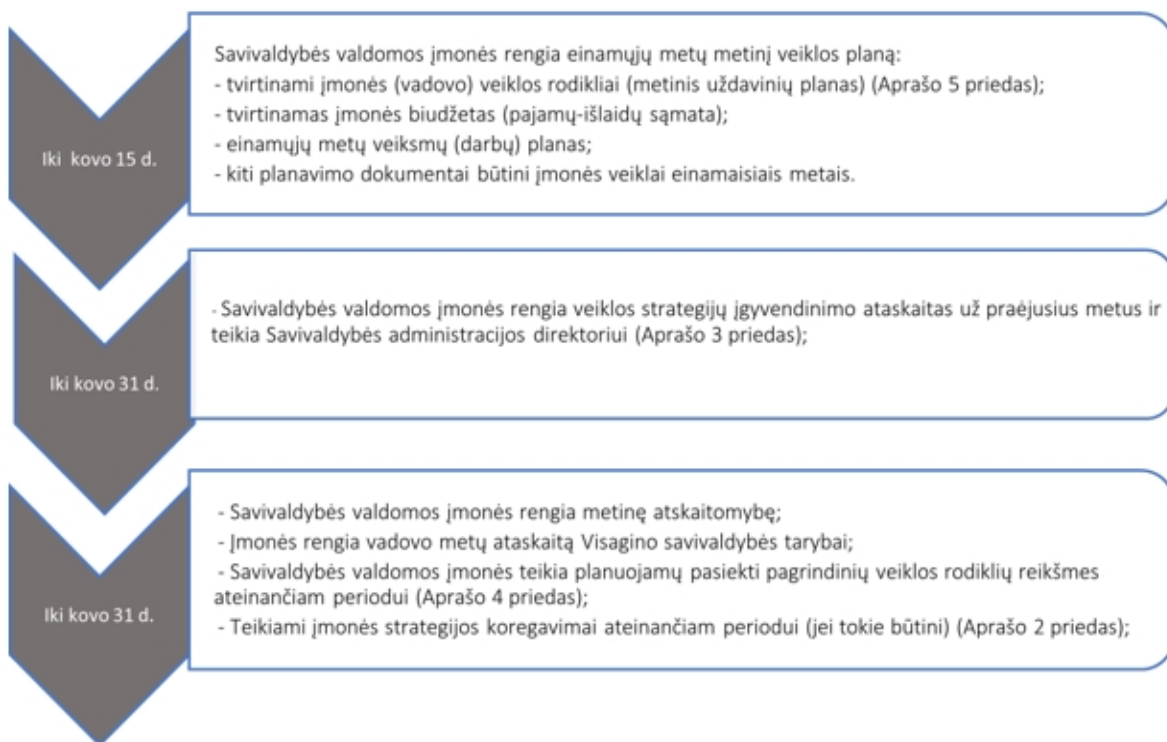 Iki kovo 15 d.
Savivaldybės valdomos įmonės rengia einamųjų metų metinį veiklos planą:
- tvirtinami įmonės (vadovo) veiklos rodikliai (metinis uždavinių planas) (Aprašo 5 priedas);
- tvirtinamas įmonės biudžetas (pajamų-išlaidų sąmata);
- einamųjų metų veiksmų (darbų) planas;
- kiti planavimo dokumentai būtini įmonės veiklai einamaisiais metais.
Iki kovo 31 d.
- Savivaldybės valdomos įmonės rengia veiklos strategijų įgyvendinimo ataskaitas už praėjusius metus ir
teikia Savivaldybės administracijos direktoriui (Aprašo 3 priedas);
Iki kovo 31 d.
- Savivaldybės valdomos įmonės rengia metinę atskaitomybę;
- Įmonės rengia vadovo metų ataskaitą Visagino savivaldybės tarybai;
- Savivaldybės valdomos įmonės teikia planuojamų pasiekti pagrindinių veiklos rodiklių reikšmes
ateinančiam periodui (Aprašo 4 priedas);
- Teikiami įmonės strategijos koregavimai ateinančiam periodui (jei tokie būtini) (Aprašo 2 priedas);